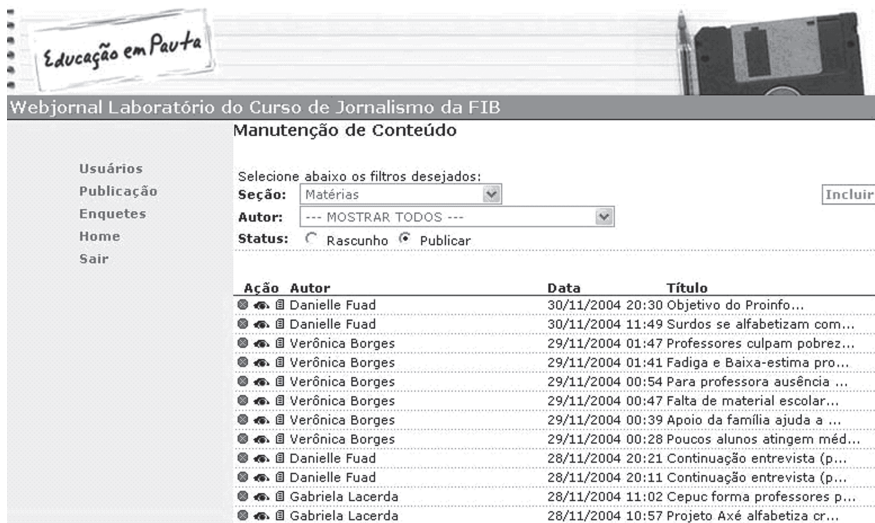 Educação em Pauta
Webjornal Laboratório do Curso de Jornalismo da FIB
Usuários
Publicação
Enquetes
Home
Sair
Manutenção de Conteúdo
Selecione abaixo os filtros desejados:
Seção: Matérias Incluir
Autor: --- MOSTRAR TODOS ---
Status: Rascunho Publicar
Ação Autor Data Título
Danielle Fuad 30/11/2004 20:30 Objetivo do Proinfo...
Danielle Fuad 30/11/2004 11:49 Surdos se alfabetizam com...
Verônica Borges 29/11/2004 01:47 Professores culpam pobrez...
Verônica Borges 29/11/2004 01:41 Fadiga e Baixa-estima pro...
Verônica Borges 29/11/2004 00:54 Para professora ausência ...
Verônica Borges 29/11/2004 00:47 Falta de material escolar...
Verônica Borges 29/11/2004 00:39 Apoio da família ajuda a ...
Verônica Borges 29/11/2004 00:28 Poucos alunos atingem méd...
Danielle Fuad 28/11/2004 20:21 Continuação entrevista (p...
Danielle Fuad 28/11/2004 20:11 Continuação entrevista (p...
Gabriela Lacerda 28/11/2004 11:02 Cepuc forma professores p...
Gabriela Lacerda 28/11/2004 10:57 Projeto Axé alfabetiza cr...